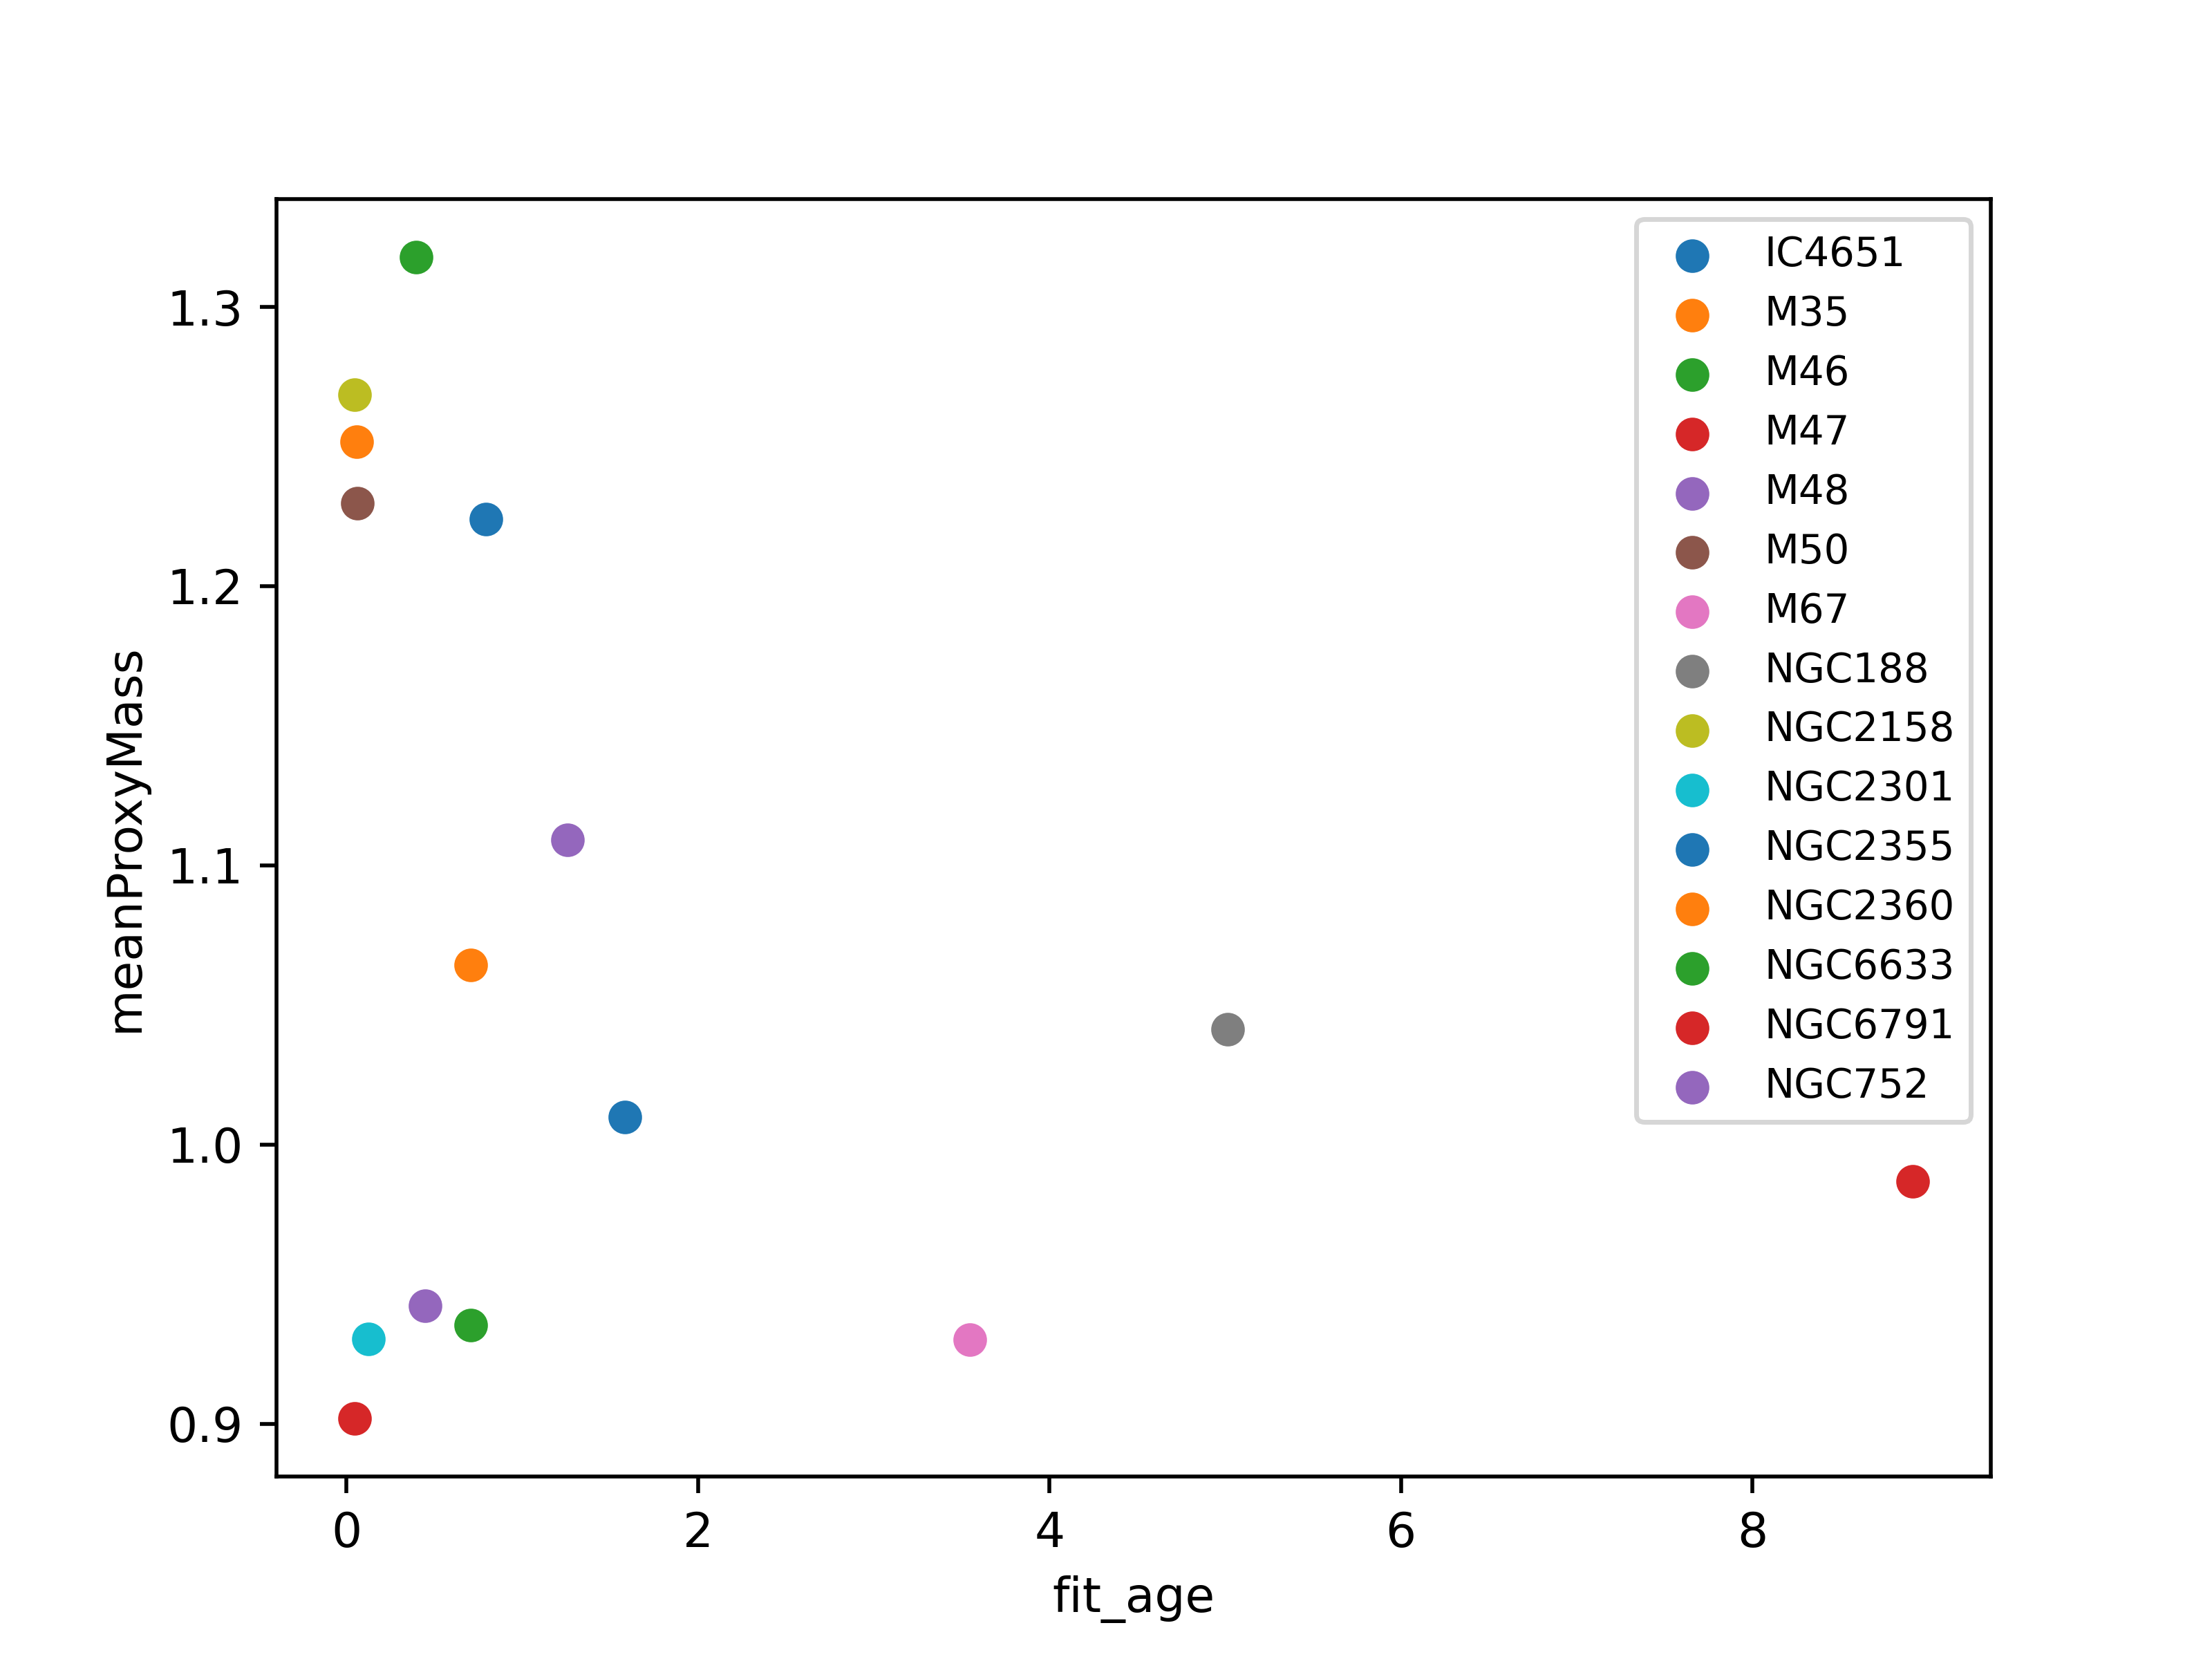 1.3
1.2
1.1
1.0
0.9
meanProxyMass
0
2
4
6
8
fit_age
IC4651
M35
M46
M47
M48
M50
M67
NGC188
NGC2158
NGC2301
NGC2355
NGC2360
NGC6633
NGC6791
NGC752